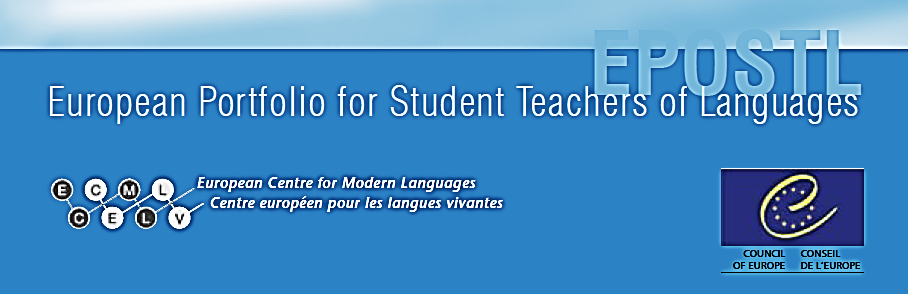 EPOSTL
European Portfolio for Student Teachers of Languages
E C M L
European Centre for Modern Languages
C E L V
Centre européen pour les langues vivantes
COUNCIL OF EUROPE
CONSEIL DE L'EUROPE